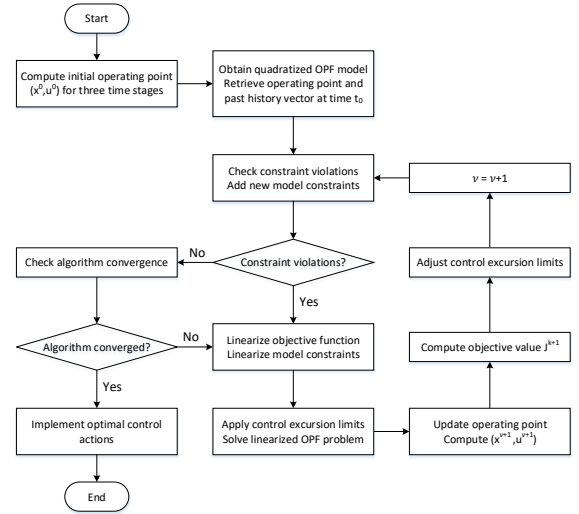 Start
Compute initial operating point
(x⁰,u⁰) for three time stages
Obtain quadratized OPF model
Retrieve operating point and
past history vector at time t₀
Check constraint violations
Add new model constraints
ν = ν+1
No
Check algorithm convergence
Constraint violations?
Adjust control excursion limits
Yes
No
Algorithm converged?
Linearize objective function
Linearize model constraints
Compute objective value Jᵏ⁺¹
Yes
Implement optimal control
actions
Apply control excursion limits
Solve linearized OPF problem
Update operating point
Compute (xᵛ⁺¹,uᵛ⁺¹)
End